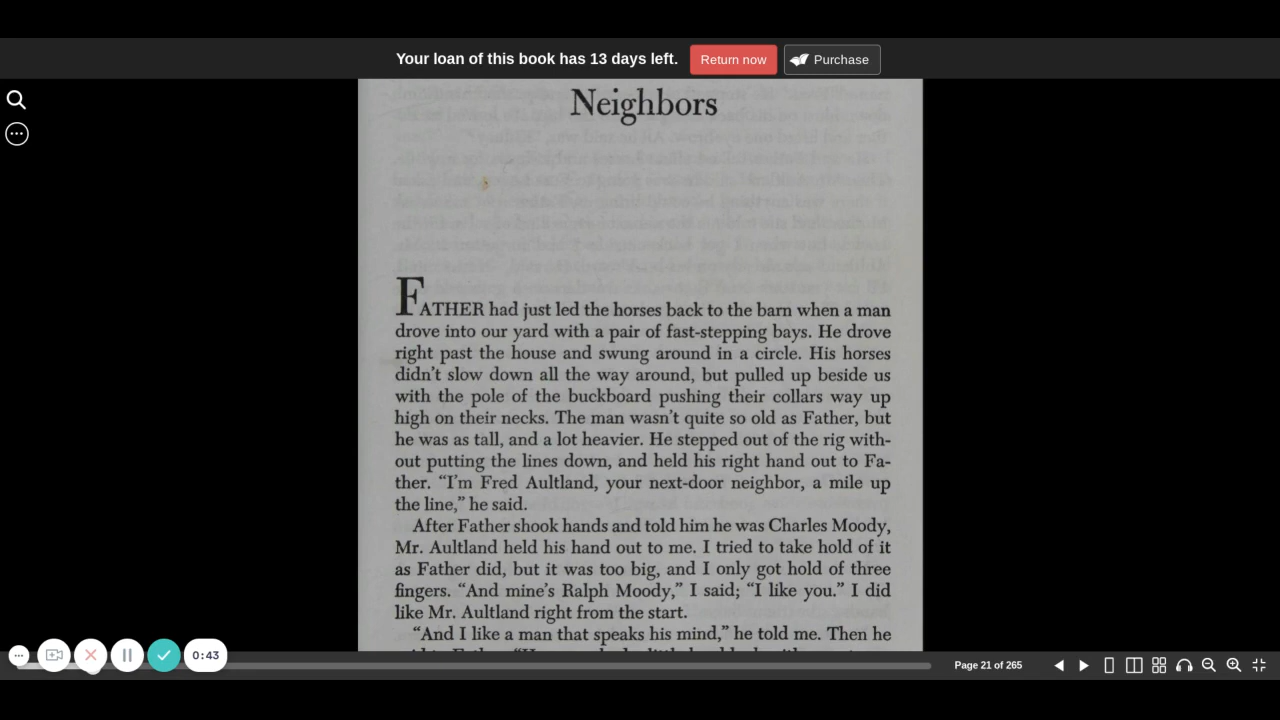 Your loan of this book has 13 days left. Return now Purchase
Neighbors
FATHER had just led the horses back to the barn when a man
drove into our yard with a pair of fast-stepping bays. He drove
right past the house and swung around in a circle. His horses
didn't slow down all the way around, but pulled up beside us
with the pole of the buckboard pushing their collars way up
high on their necks. The man wasn't quite so old as Father, but
he was as tall, and a lot heavier. He stepped out of the rig with-
out putting the lines down, and held his right hand out to Fa-
ther. “I'm Fred Aultland, your next-door neighbor, a mile up
the line,” he said.
After Father shook hands and told him he was Charles Moody,
Mr. Aultland held his hand out to me. I tried to take hold of it
as Father did, but it was too big, and I only got hold of three
fingers. “And mine's Ralph Moody,” I said; “I like you.” I did
like Mr. Aultland right from the start.
“And I like a man that speaks his mind,” he told me. Then he
0:43
Page 21 of 265